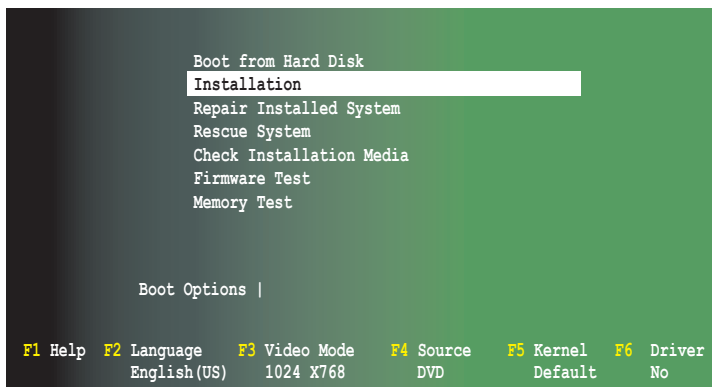 Boot from Hard Disk
Installation
Repair Installed System
Rescue System
Check Installation Media
Firmware Test
Memory Test
Boot Options |
F1 Help F2 Language F3 Video Mode F4 Source F5 Kernel F6 Driver
English(US) 1024 X768 DVD Default No